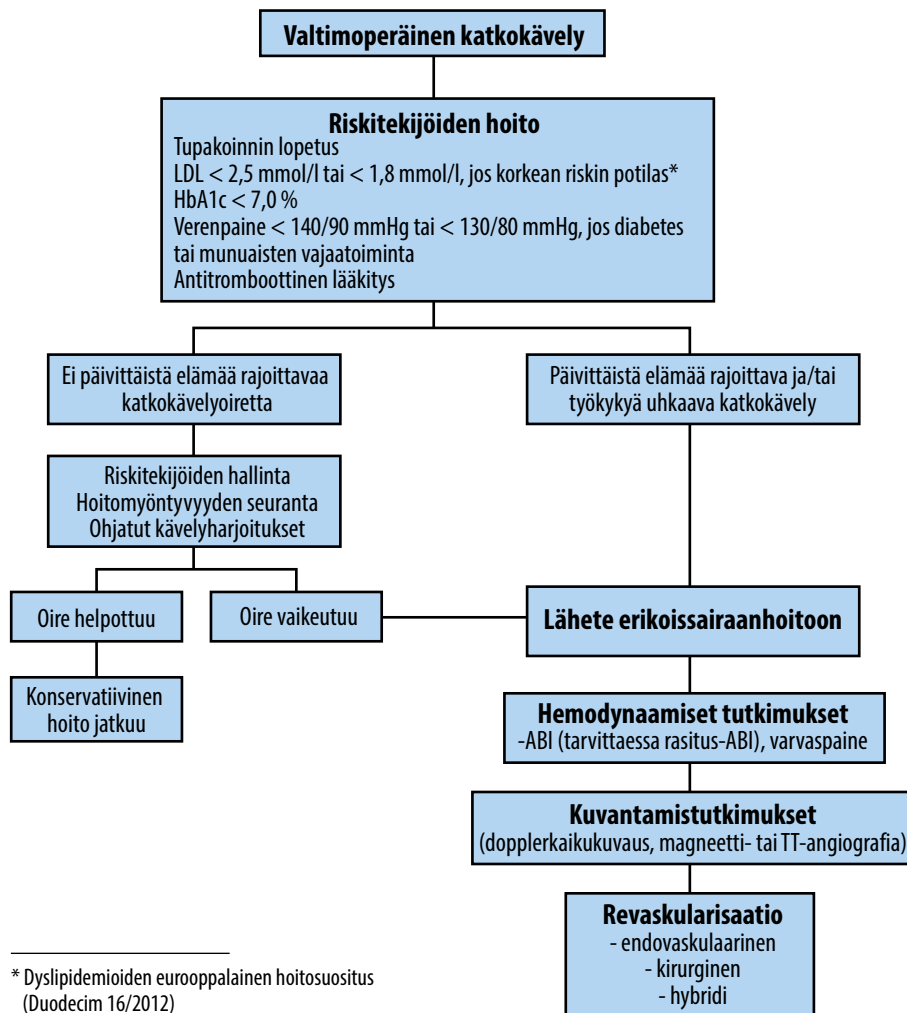 Valtimoperäinen katkokävely
Riskitekijöiden hoito
Tupakoinnin lopetus
LDL < 2,5 mmol/l tai < 1,8 mmol/l, jos korkean riskin potilas*
HbA1c < 7,0 %
Verenpaine < 140/90 mmHg tai < 130/80 mmHg, jos diabetes
tai munuaisten vajaatoiminta
Antitromboottinen lääkitys
Ei päivittäistä elämää rajoittavaa
katkokävelyoiretta
Päivittäistä elämää rajoittava ja/tai
työkykyä uhkaava katkokävely
Riskitekijöiden hallinta
Hoitomyöntyvyyden seuranta
Ohjatut kävelyharjoitukset
Oire helpottuu
Oire vaikeutuu
Lähete erikoissairaanhoitoon
Konservatiivinen
hoito jatkuu
Hemodynaamiset tutkimukset
-ABI (tarvittaessa rasitus-ABI), varvaspaine
Kuvantamistutkimukset
(dopplerkaikukuvaus, magneetti- tai TT-angiografia)
Revaskularisaatio
- endovaskulaarinen
- kirurginen
- hybridi
* Dyslipidemioiden eurooppalainen hoitosuositus
(Duodecim 16/2012)